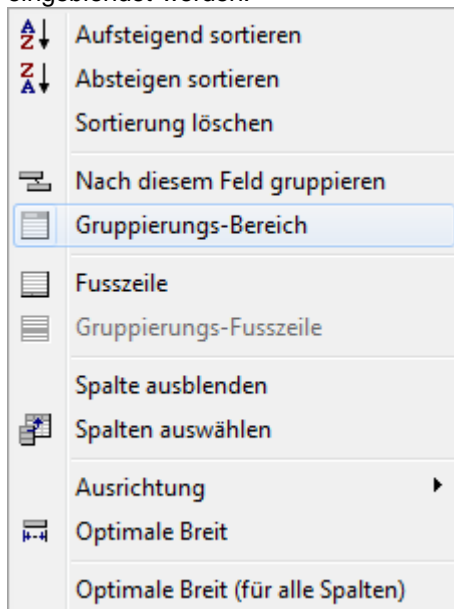 eingeblendet werden.
Aufsteigend sortieren
Absteigen sortieren
Sortierung löschen
Nach diesem Feld gruppieren
Gruppierungs-Bereich
Fusszeile
Gruppierungs-Fusszeile
Spalte ausblenden
Spalten auswählen
Ausrichtung
Optimale Breit
Optimale Breit (für alle Spalten)